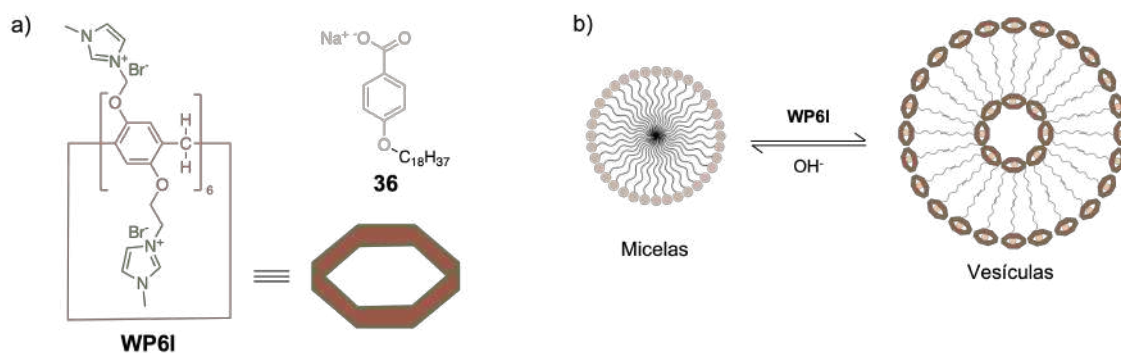 a)
N
N
+
Br-
O
H
C
H
6
O
Br-
N
+
N
WP6I
Na+ -O
O
O
C18H37
36
b)
Micelas
WP6I
OH-
Vesículas